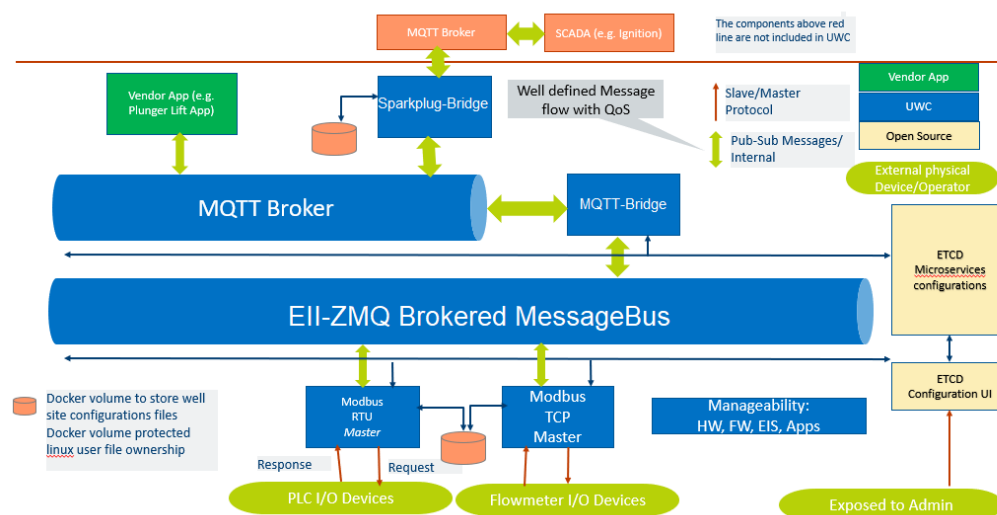 MQTT Broker
SCADA (e.g. Ignition)
The components above red
line are not included in UWC
Vendor App (e.g.
Plunger Lift App)
Sparkplug-Bridge
Well defined Message
flow with QoS
Slave/Master
Protocol
Pub-Sub Messages/
Internal
Vendor App
UWC
Open Source
External physical
Device/Operator
MQTT Broker
MQTT-Bridge
ETCD
Microservices
configurations
EII-ZMQ Brokered MessageBus
ETCD
Configuration UI
Docker volume to store well
site configurations files
Docker volume protected
linux user file ownership
Modbus
RTU
Master
Modbus
TCP
Master
Manageability:
HW, FW, EIS, Apps
Response
Request
PLC I/O Devices
Flowmeter I/O Devices
Exposed to Admin